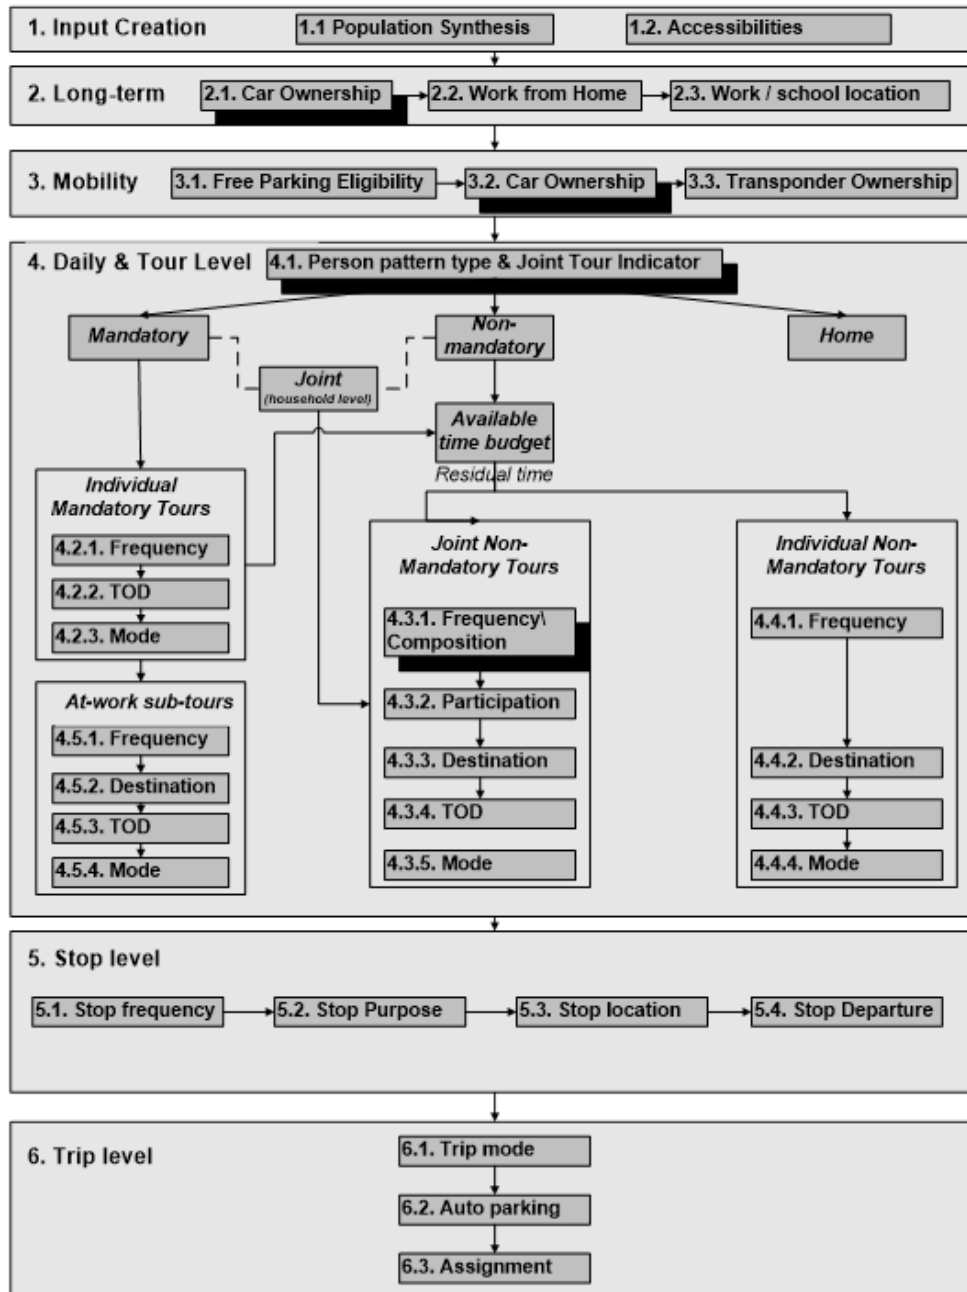 1. Input Creation
1.1 Population Synthesis
1.2. Accessibilities
2. Long-term
2.1. Car Ownership
2.2. Work from Home
2.3. Work / school location
3. Mobility
3.1. Free Parking Eligibility
3.2. Car Ownership
3.3. Transponder Ownership
4. Daily & Tour Level
4.1. Person pattern type & Joint Tour Indicator
Mandatory
Non-
mandatory
Home
Joint
(household level)
Available
time budget
Residual time
Individual
Mandatory Tours
4.2.1. Frequency
4.2.2. TOD
4.2.3. Mode
At-work sub-tours
4.5.1. Frequency
4.5.2. Destination
4.5.3. TOD
4.5.4. Mode
Joint Non-
Mandatory Tours
4.3.1. Frequency\
Composition
4.3.2. Participation
4.3.3. Destination
4.3.4. TOD
4.3.5. Mode
Individual Non-
Mandatory Tours
4.4.1. Frequency
4.4.2. Destination
4.4.3. TOD
4.4.4. Mode
5. Stop level
5.1. Stop frequency
5.2. Stop Purpose
5.3. Stop location
5.4. Stop Departure
6. Trip level
6.1. Trip mode
6.2. Auto parking
6.3. Assignment